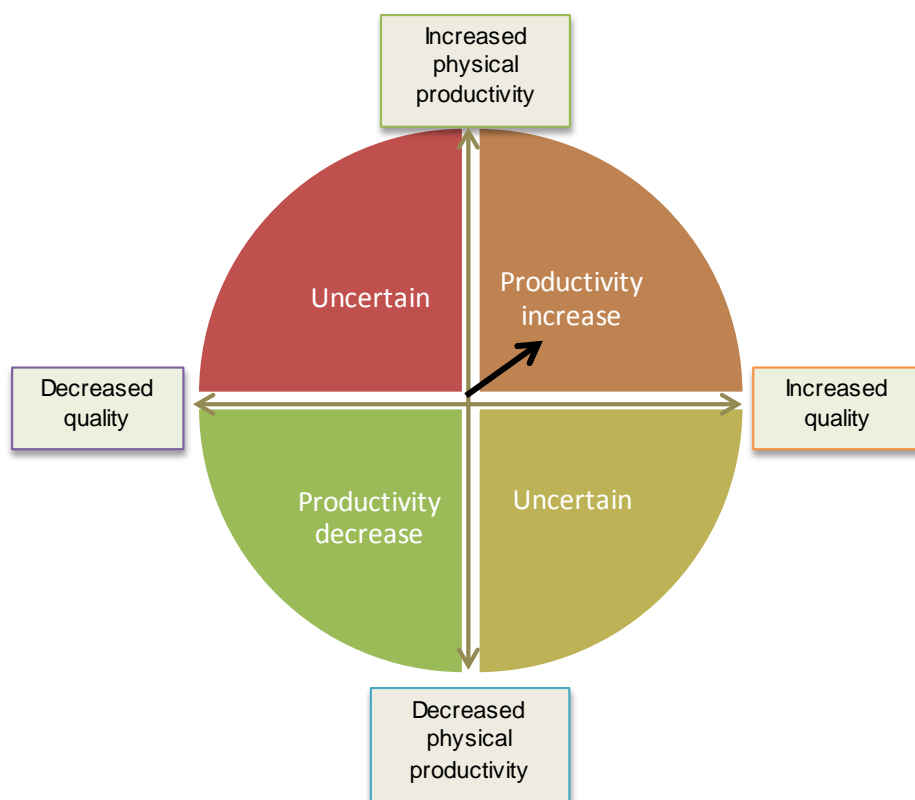 Increased
physical
productivity
Uncertain
Productivity
increase
Decreased
quality
Increased
quality
Productivity
decrease
Uncertain
Decreased
physical
productivity